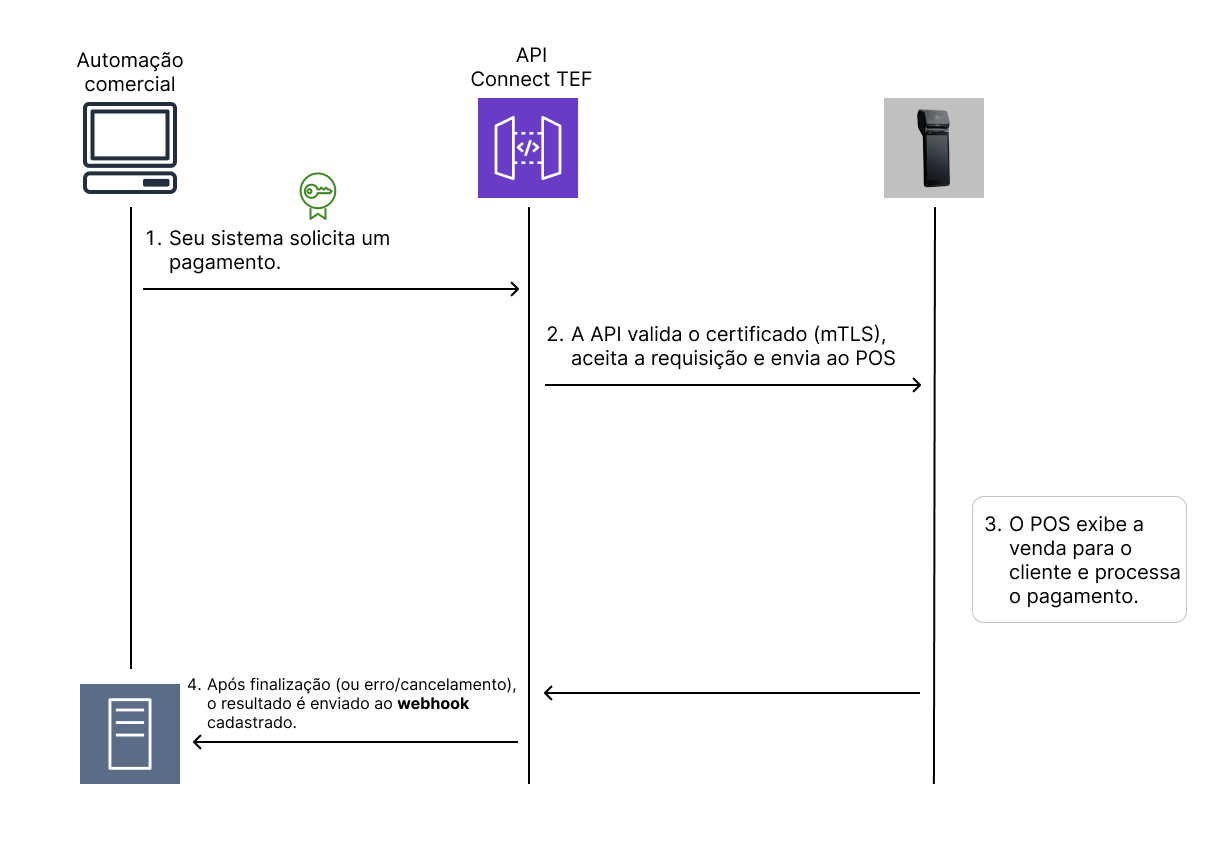 Automação
comercial
API
Connect TEF
</>
1. Seu sistema solicita um
pagamento.
2. A API valida o certificado (mTLS),
aceita a requisição e envia ao POS
3. O POS exibe a
venda para o
cliente e processa
o pagamento.
4. Após finalização (ou erro/cancelamento),
o resultado é enviado ao webhook
cadastrado.